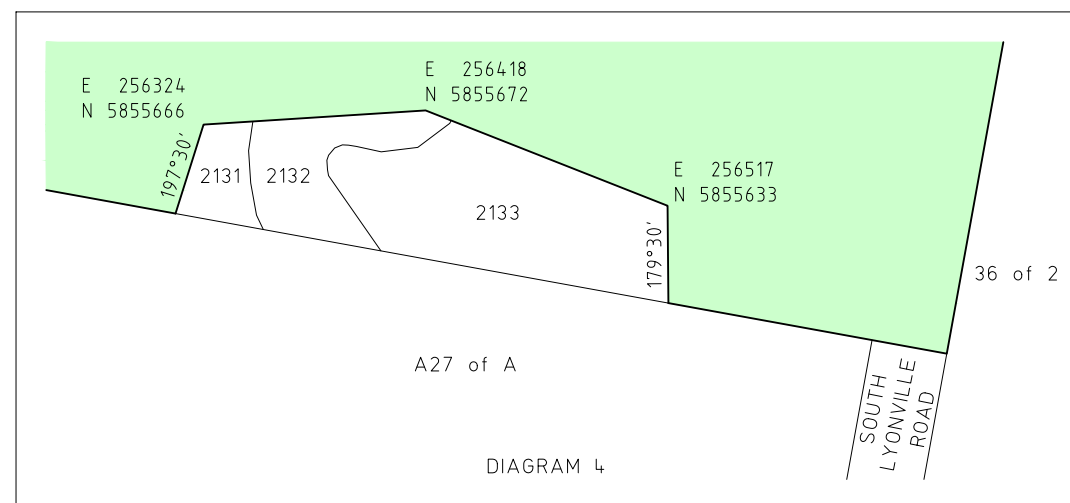 E 256324
N 5855666
E 256418
N 5855672
197°30'
2131
2132
E 256517
N 5855633
2133
179°30'
36 of 2
A27 of A
SOUTH
LYONVILLE
ROAD
DIAGRAM 4